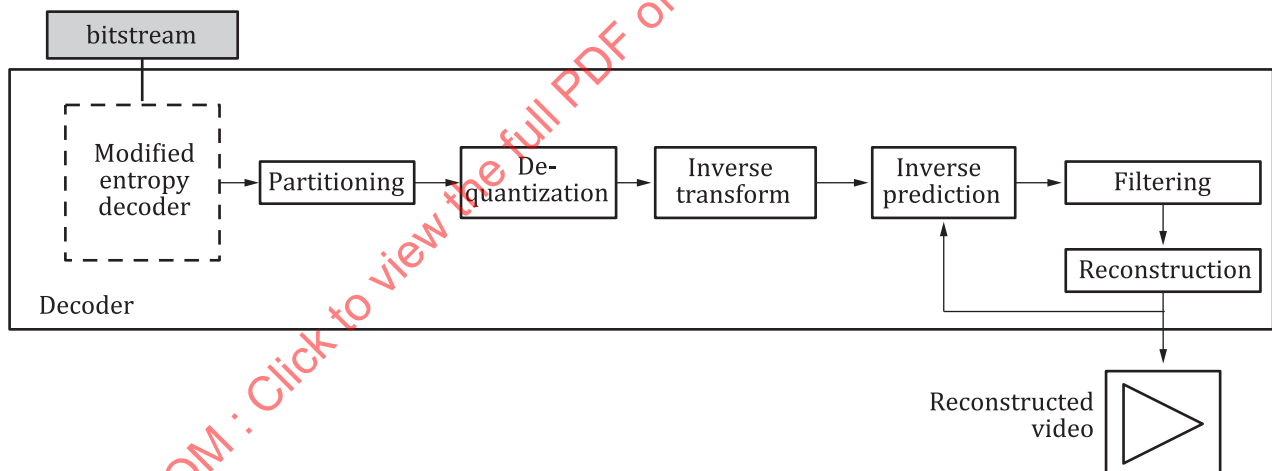 bitstream
Modified
entropy
decoder
Partitioning
De-
quantization
Inverse
transform
Inverse
prediction
Filtering
Reconstruction
Decoder
Reconstructed
video
OM : Click to view the full PDF o